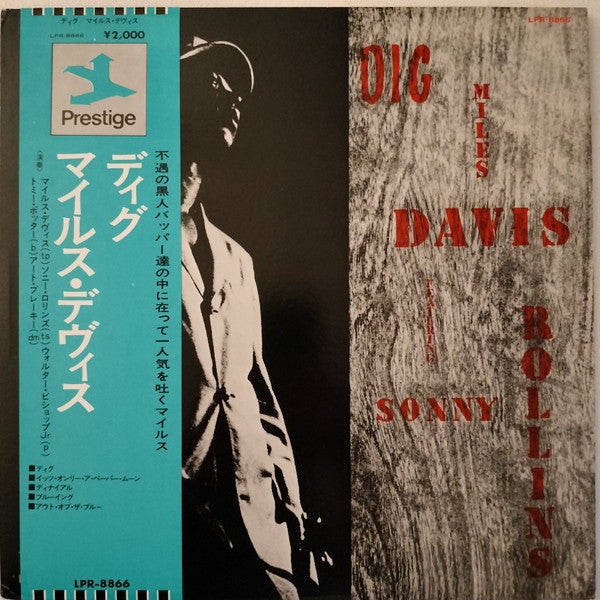 ディグ/マイルス・デヴィス
LPR-8866
¥2,000
Prestige
ディグ
マイルス・デヴィス
〈演奏〉
マイルス・デヴィス(tp)ソニー・ロリンズ(ts)ウォルター・ビショップJr(p)
トミー・ポッター(b)アート・ブレーキー(dm)
■ディグ
■イッツ・オンリー・ア・ペーパー・ムーン
■ディナイアル
■ブルーイング
■アウト・オブ・ザ・ブルー
LPR-8866
不遇の黒人バッパー達の中に在って一人気を吐くマイルス
LPR-8866
DIG
MILES
DAVIS
FEATURING
SONNY
ROLLINS